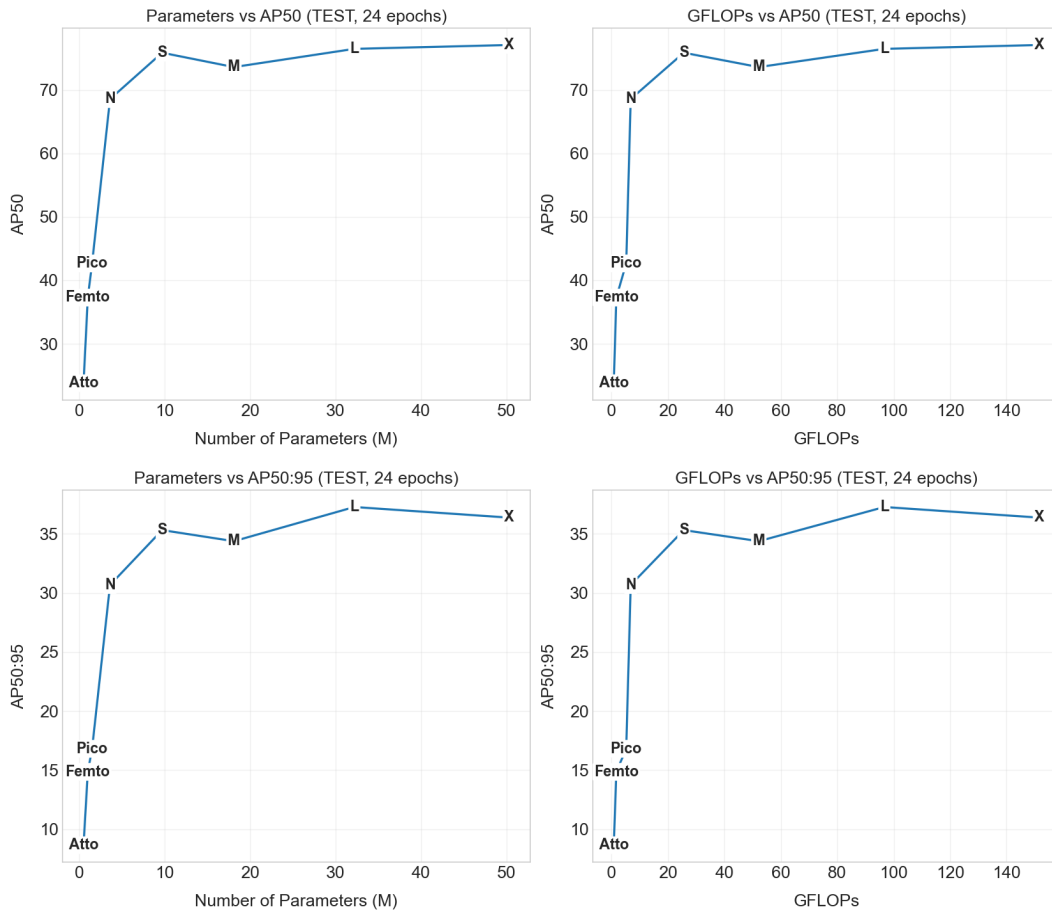 Parameters vs AP50 (TEST, 24 epochs)
AP50
70
60
50
40
30
Atto
Femto
Pico
N
S
M
L
X
0 10 20 30 40 50
Number of Parameters (M)
GFLOPs vs AP50 (TEST, 24 epochs)
AP50
70
60
50
40
30
Atto
Femto
Pico
N
S
M
L
X
0 20 40 60 80 100 120 140
GFLOPs
Parameters vs AP50:95 (TEST, 24 epochs)
AP50:95
35
30
25
20
15
10
Atto
Femto
Pico
N
S
M
L
X
0 10 20 30 40 50
Number of Parameters (M)
GFLOPs vs AP50:95 (TEST, 24 epochs)
AP50:95
35
30
25
20
15
10
Atto
Femto
Pico
N
S
M
L
X
0 20 40 60 80 100 120 140
GFLOPs